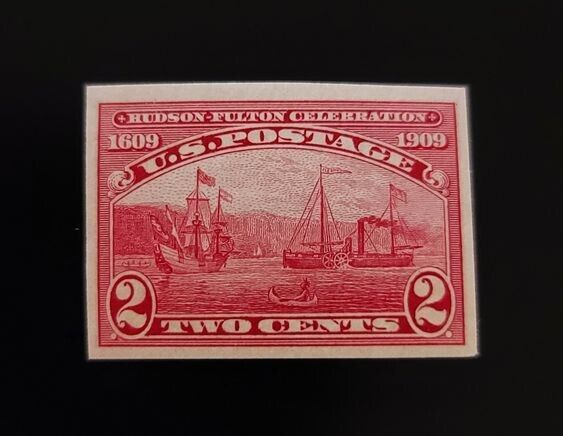 HUDSON-FULTON CELEBRATION
1609 1909
U.S. POSTAGE
2 TWO CENTS 2